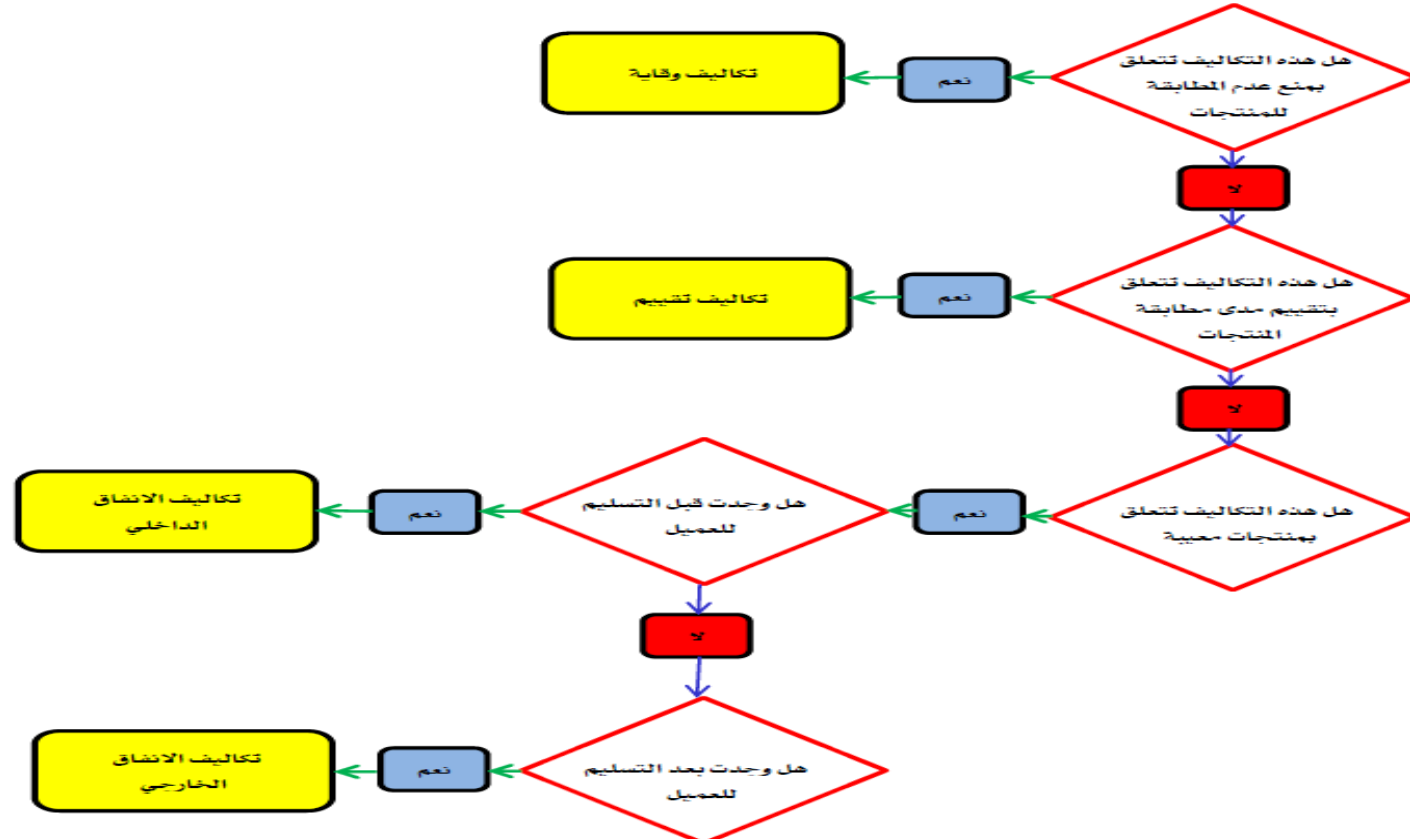 هل هذه التكاليف تتعلق
بمنع عدم المطابقة
للمنتجات
نعم
تكاليف وقاية
لا
هل هذه التكاليف تتعلق
بتقييم مدى مطابقة
المنتجات
نعم
تكاليف تقييم
لا
هل هذه التكاليف تتعلق
بمنتجات معيبة
نعم
هل وجدت قبل التسليم
للعميل
نعم
تكاليف الانفاق
الداخلي
لا
هل وجدت بعد التسليم
للعميل
نعم
تكاليف الانفاق
الخارجي